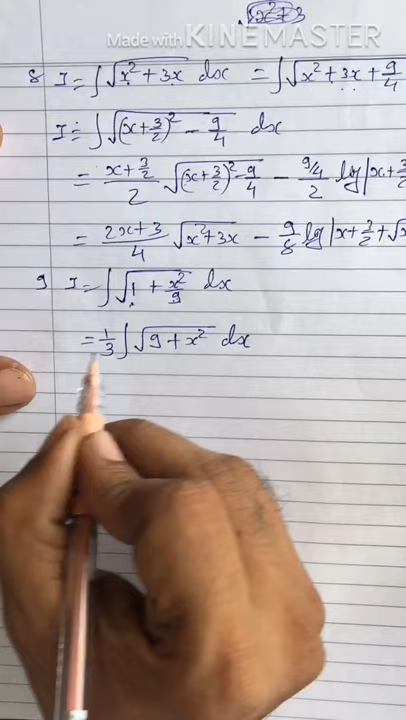 √x²+3
Made with KINEMASTER
8 I = ∫ √x² + 3x dx = ∫ √x² + 3x + 9/4
I = ∫ √(x + 3/2)² − 9/4 dx
= (x + 3/2)/2 √(x + 3/2)² − 9/4 − (9/4)/2 log |x + 3/2
= (2x + 3)/4 √x² + 3x − 9/8 log |x + 3/2 + √x
9 I = ∫ √1 + x²/9 dx
= 1/3 ∫ √9 + x² dx